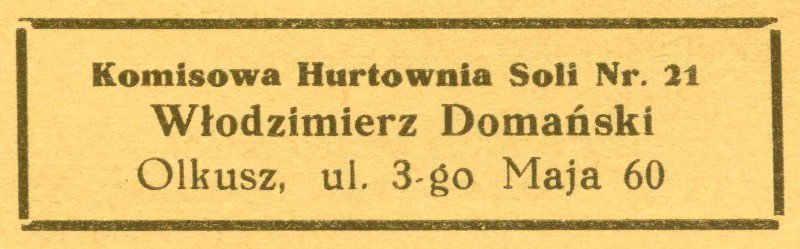 Komisowa Hurtownia Soli Nr. 21
Włodzimierz Domański
Olkusz, ul. 3-go Maja 60